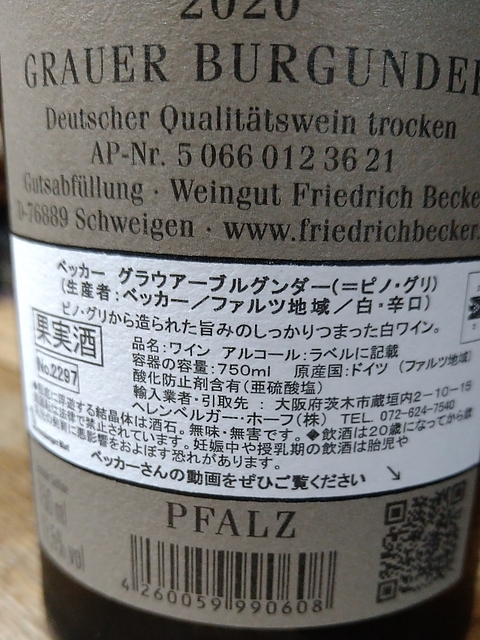 2020
GRAUER BURGUNDER
Deutscher Qualitätswein trocken
AP-Nr. 5 066 012 36 21
Gutsabfüllung · Weingut Friedrich Becke
D-76889 Schweigen · www.friedrichbecker.
ベッカー グラウアーブルグンダー(=ピノ・グリ)
(生産者:ベッカー/ファルツ地域/白・辛口)
ピノ・グリから造られた旨みのしっかりつまった白ワイン。
果実酒
No.2297
品名:ワイン アルコール:ラベルに記載
容器の容量:750ml 原産国:ドイツ (ファルツ地域)
酸化防止剤含有(亜硫酸塩)
輸入業者・引取先 : 大阪府茨木市蔵垣内2-10-15
ヘレンベルガー・ホーフ(株) TEL. 072-624-7540
する結晶体は酒石。無味・無害です。◆飲酒は20歳になってから
法律で禁止されています。妊娠中や授乳期の飲酒は胎児や
に悪影響をおよぼす恐れがあります。
ベッカーさんの動画をぜひご覧ください
PFALZ
ml
vol
4 260059 990608